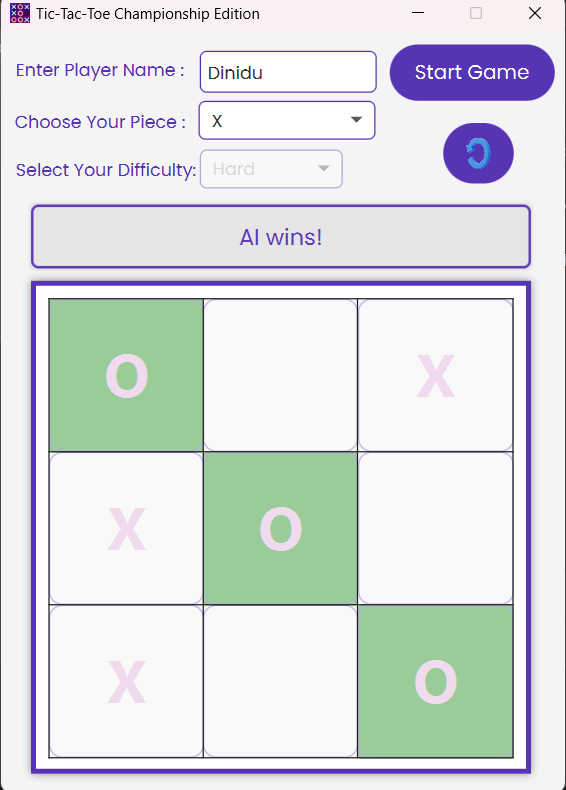 Tic-Tac-Toe Championship Edition
Enter Player Name :
Dinidu
Start Game
Choose Your Piece :
X
Select Your Difficulty:
Hard
AI wins!
O X
X O
X O